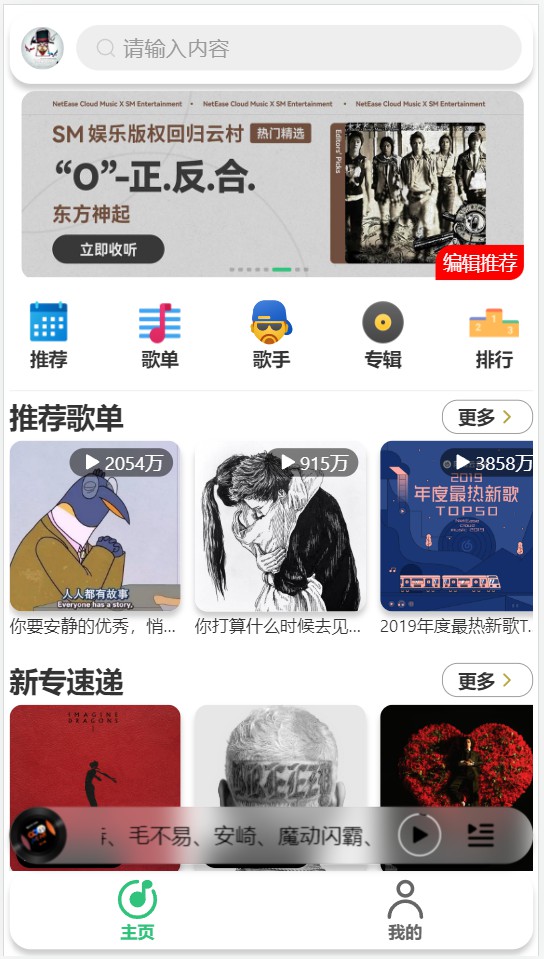 请输入内容
NetEase Cloud Music X SM Entertainment • NetEase Cloud Music X SM Entertainment • NetEase Cloud Music X SM Entertainment
SM 娱乐版权回归云村 热门精选
“O”-正.反.合.
东方神起
立即收听
Editors' Picks
编辑推荐
推荐 歌单 歌手 专辑 排行
推荐歌单 更多
2054万 915万 3858万
2019
年度最热新歌
TOP50
NetEase
Cloud
Music 2019
人人都有故事
Everyone has a story.
你要安静的优秀，悄... 你打算什么时候去见... 2019年度最热新歌T...
新专速递 更多
IMAGINE
DRAGONS
BREEZY
、毛不易、安崎、魔动闪霸、
主页 我的